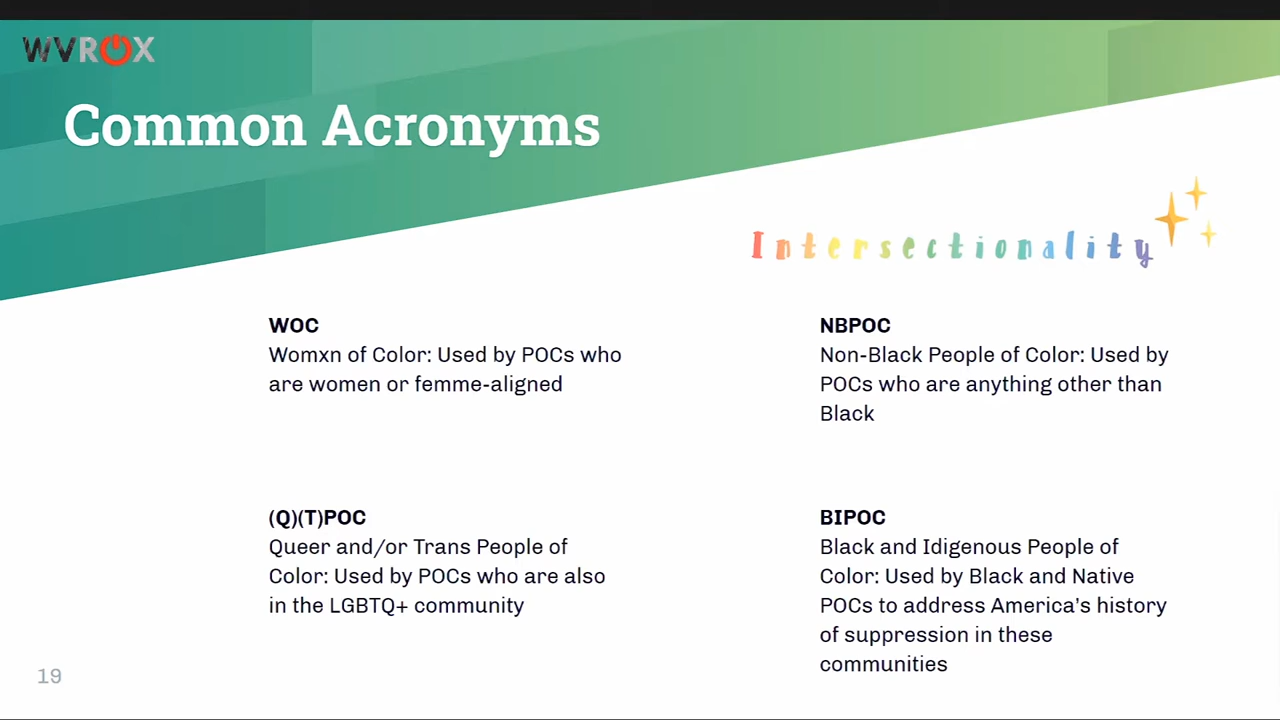 WVROX
Common Acronyms
Intersectionality
WOC
Womxn of Color: Used by POCs who
are women or femme-aligned
NBPOC
Non-Black People of Color: Used by
POCs who are anything other than
Black
(Q)(T)POC
Queer and/or Trans People of
Color: Used by POCs who are also
in the LGBTQ+ community
BIPOC
Black and Idigenous People of
Color: Used by Black and Native
POCs to address America's history
of suppression in these
communities
19